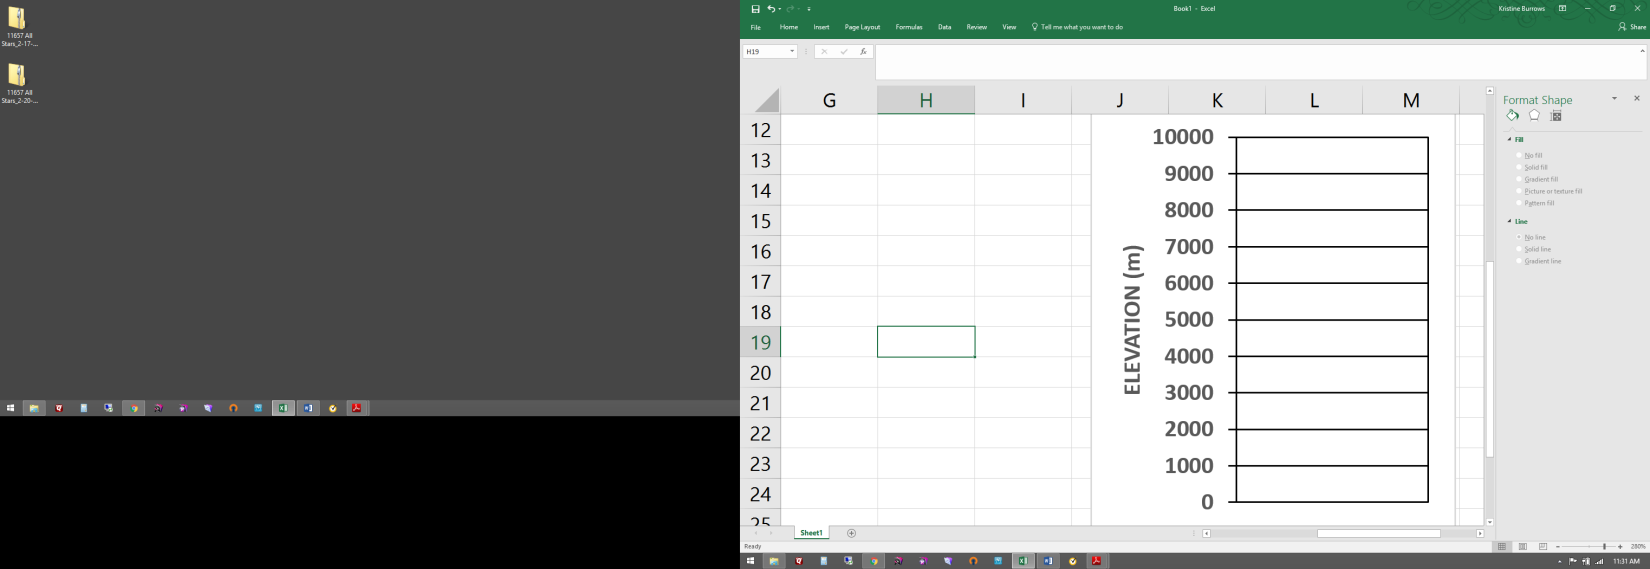 11657 All
Stars_2-17-...
11657 All
Stars_2-20-...
Book1 - Excel
Kristine Burrows
File Home Insert Page Layout Formulas Data Review View Tell me what you want to do
Share
H19
fx
G H I J K L M
12
13
14
15
16
17
18
19
20
21
22
23
24
25
ELEVATION (m)
10000
9000
8000
7000
6000
5000
4000
3000
2000
1000
0
Format Shape
Fill
No fill
Solid fill
Gradient fill
Picture or texture fill
Pattern fill
Line
No line
Solid line
Gradient line
Sheet1
Ready
280%
11:31 AM